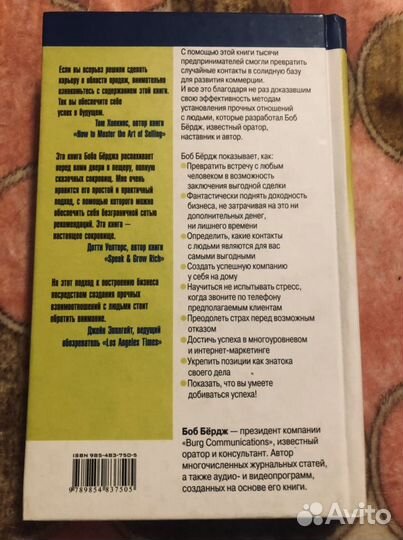 Если вы всерьез решили сделать
карьеру в области продаж, внимательно
ознакомьтесь с содержанием этой книги.
Так вы обеспечите себе
успех в будущем.
Том Хопкинс, автор книги
«How to Master the Art of Selling»
Эта книга Боба Бёрджа распахивает
перед вами двери в пещеру, полную
сказочных сокровищ. Мне очень
нравится его простой и практичный
подход, с помощью которого можно
обеспечить себя безграничной сетью
рекомендаций. Эта книга —
настоящее сокровище.
Дотти Уолтерс, автор книги
«Speak & Grow Rich»
На этот подход к построению бизнеса
посредством создания прочных
взаимоотношений с людьми стоит
обратить внимание.
Джейн Эпплгейт, ведущий
обозреватель «Los Angeles Times»
С помощью этой книги тысячи
предпринимателей смогли превратить
случайные контакты в солидную базу
для развития коммерции.
И все это благодаря не раз доказавшим
свою эффективность методам
установления прочных отношений
с людьми, которые разработал Боб
Бёрдж, известный оратор,
наставник и автор.
Боб Бёрдж показывает, как:
• Превратить встречу с любым
человеком в возможность
заключения выгодной сделки
• Фантастически поднять доходность
бизнеса, не затрачивая на это ни
дополнительных денег,
ни лишнего времени
• Определить, какие контакты
с людьми являются для вас
самыми выгодными
• Создать успешную компанию
у себя на дому
• Научиться не испытывать стресс,
когда звоните по телефону
предполагаемым клиентам
• Преодолеть страх перед возможным
отказом
• Достичь успеха в многоуровневом
и интернет-маркетинге
• Укрепить позиции как знатока
своего дела
• Показать, что вы умеете
добиваться успеха!
Боб Бёрдж — президент компании
«Burg Communications», известный
оратор и консультант. Автор
многочисленных журнальных статей,
а также аудио- и видеопрограмм,
созданных на основе его книги.
ISBN 985-483-750-5
9 789854 837505
Avito